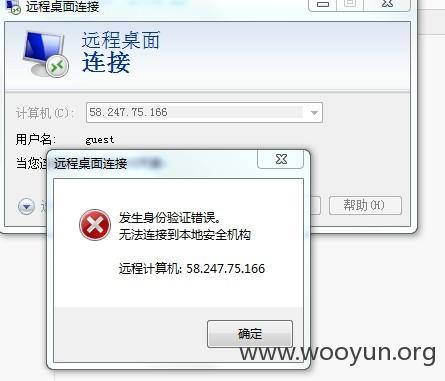 远程桌面连接
远程桌面
连接
计算机(C): 58.247.75.166
用户名: guest
当您
远程桌面连接
发生身份验证错误。
无法连接到本地安全机构
远程计算机: 58.247.75.166
帮助(H)
确定
www.wooyun.org